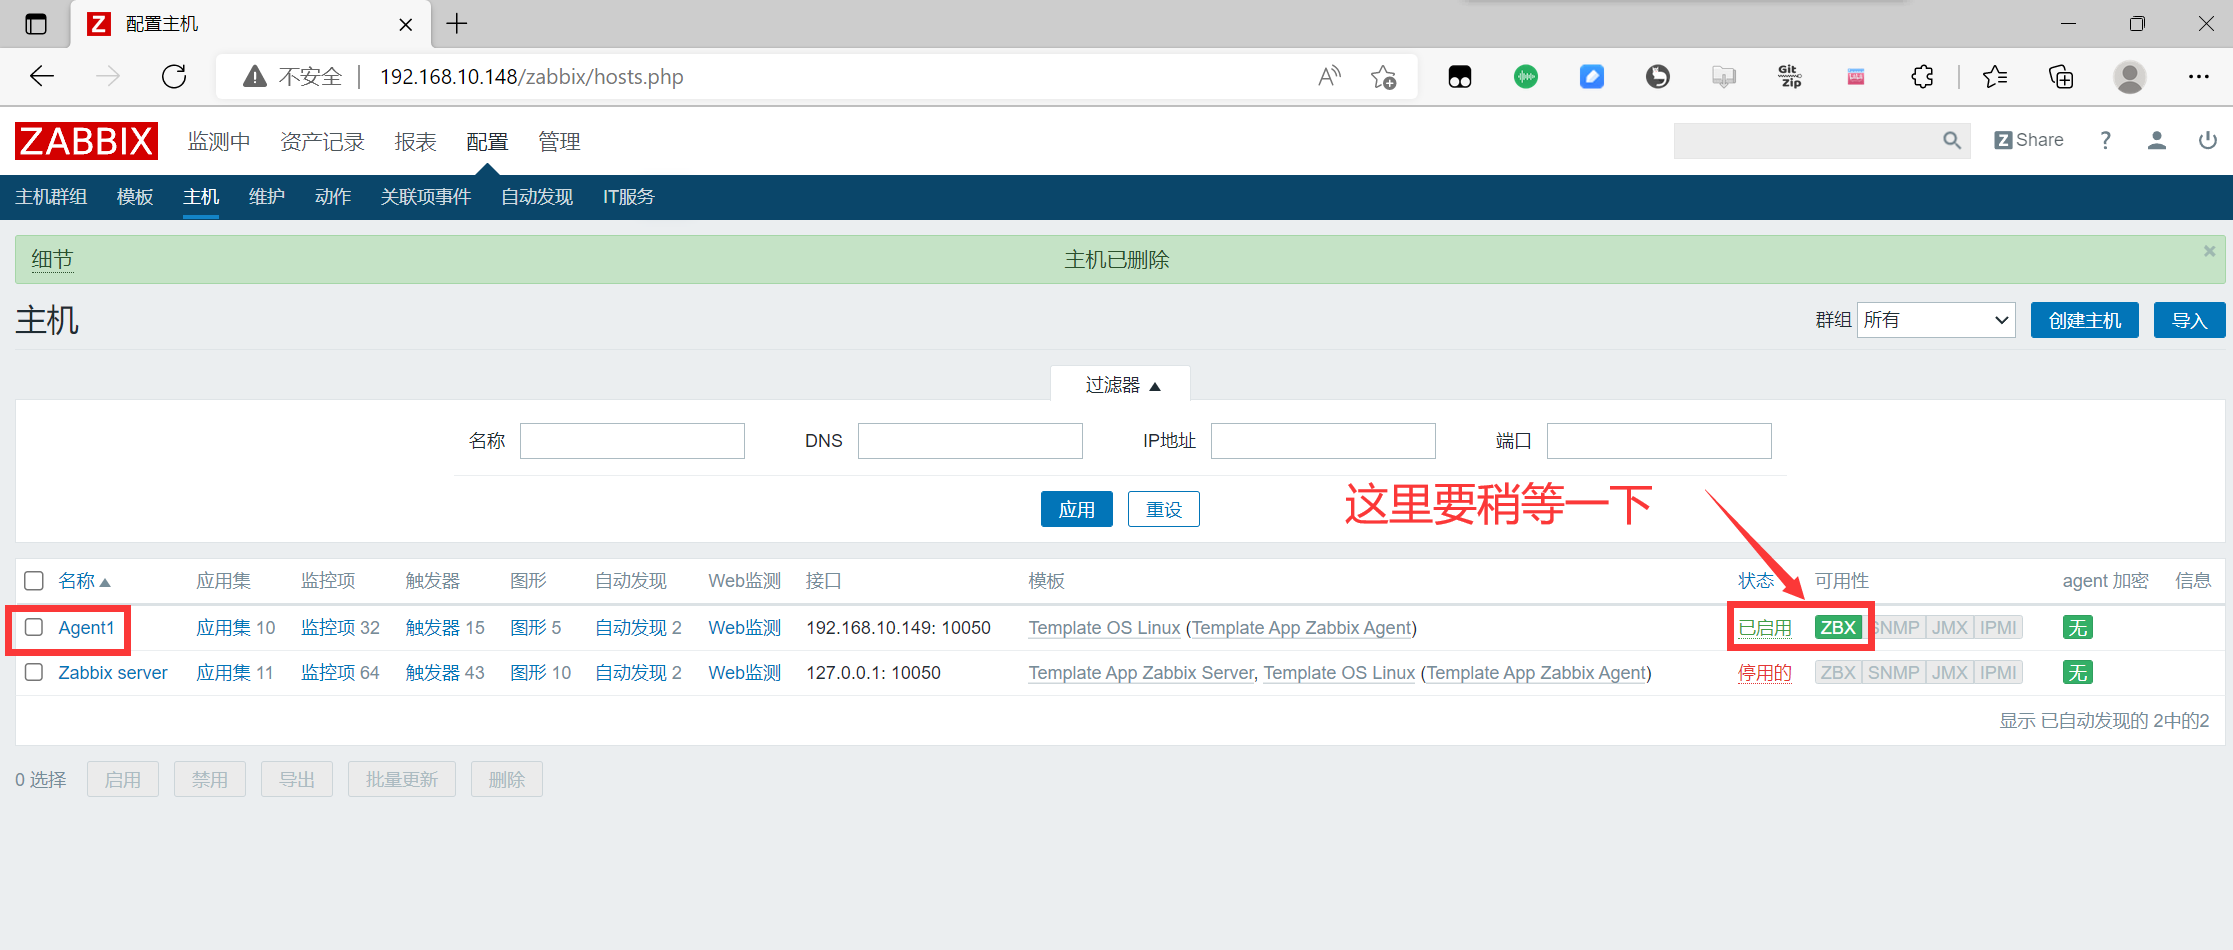 配置主机
不安全 192.168.10.148/zabbix/hosts.php
Git Zip
ZABBIX 监测中 资产记录 报表 配置 管理 Z Share ?
主机群组 模板 主机 维护 动作 关联项事件 自动发现 IT服务
细节 主机已删除
主机 群组 所有 创建主机 导入
过滤器
名称 DNS IP地址 端口
应用 重设
这里要稍等一下
名称 应用集 监控项 触发器 图形 自动发现 Web监测 接口 模板 状态 可用性 agent 加密 信息
Agent1 应用集 10 监控项 32 触发器 15 图形 5 自动发现 2 Web监测 192.168.10.149: 10050 Template OS Linux (Template App Zabbix Agent) 已启用 ZBX SNMP JMX IPMI 无
Zabbix server 应用集 11 监控项 64 触发器 43 图形 10 自动发现 2 Web监测 127.0.0.1: 10050 Template App Zabbix Server, Template OS Linux (Template App Zabbix Agent) 停用的 ZBX SNMP JMX IPMI 无
显示 已自动发现的 2中的2
0 选择 启用 禁用 导出 批量更新 删除